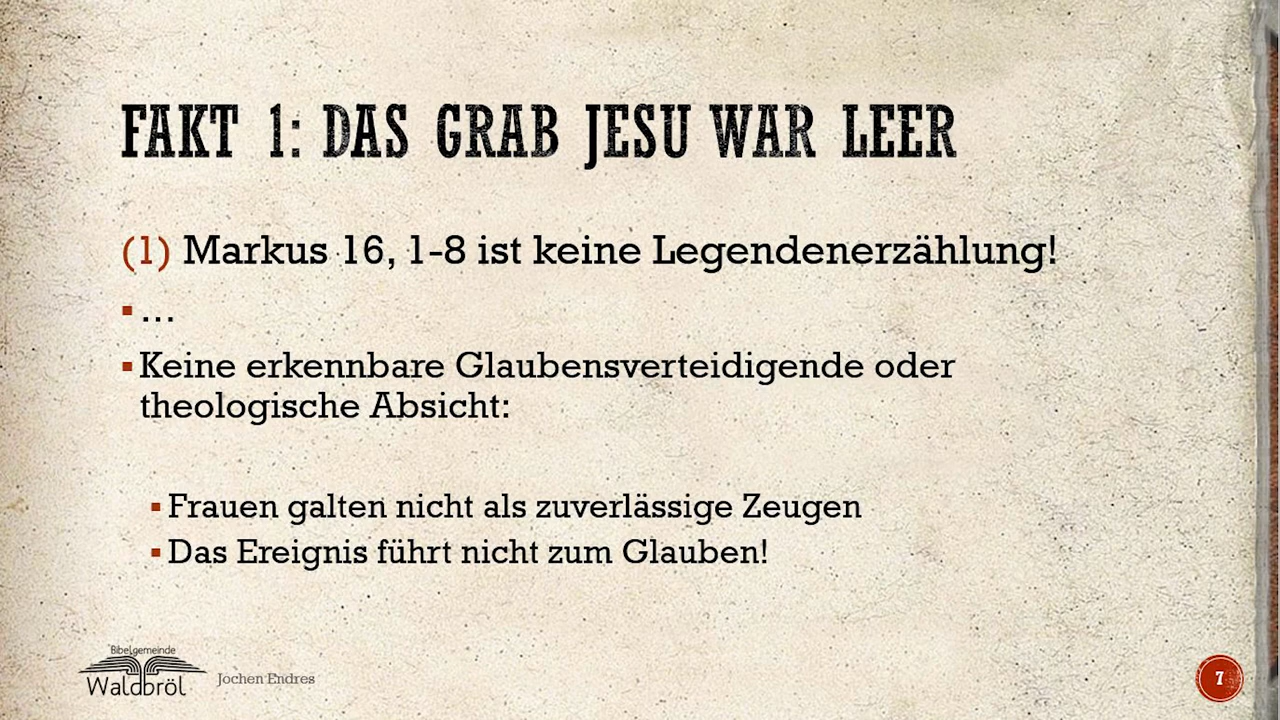 FAKT 1: DAS GRAB JESU WAR LEER
(1) Markus 16, 1-8 ist keine Legendenerzählung!
▪ …
▪ Keine erkennbare Glaubensverteidigende oder
theologische Absicht:
▪ Frauen galten nicht als zuverlässige Zeugen
▪ Das Ereignis führt nicht zum Glauben!
Bibelgemeinde
Waldbröl
Jochen Endres
7